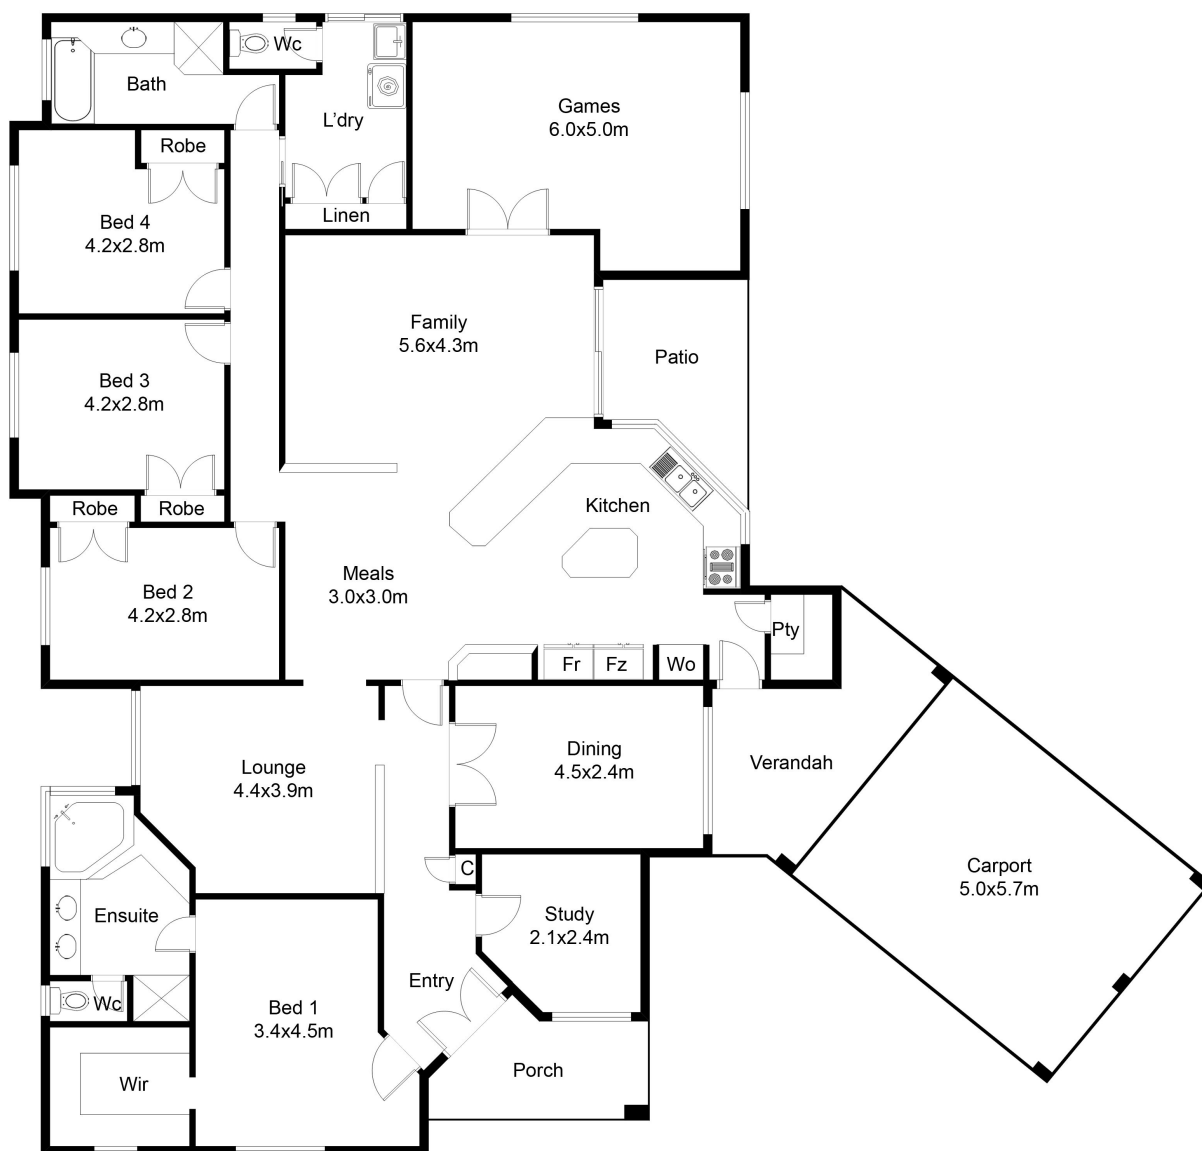 Wc
Bath
L'dry
Games
6.0x5.0m
Robe
Linen
Bed 4
4.2x2.8m
Family
5.6x4.3m
Patio
Bed 3
4.2x2.8m
Robe
Robe
Kitchen
Meals
3.0x3.0m
Bed 2
4.2x2.8m
Pty
Fr
Fz
Wo
Lounge
4.4x3.9m
Dining
4.5x2.4m
Verandah
C
Carport
5.0x5.7m
Ensuite
Study
2.1x2.4m
Entry
Wc
Bed 1
3.4x4.5m
Wir
Porch